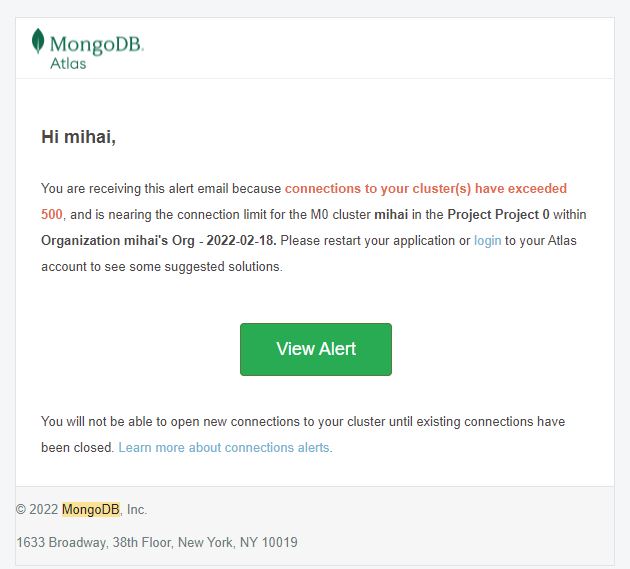 MongoDB.
Atlas
Hi mihai,
You are receiving this alert email because connections to your cluster(s) have exceeded
500, and is nearing the connection limit for the M0 cluster mihai in the Project Project 0 within
Organization mihai's Org - 2022-02-18. Please restart your application or login to your Atlas
account to see some suggested solutions.
View Alert
You will not be able to open new connections to your cluster until existing connections have
been closed. Learn more about connections alerts.
© 2022 MongoDB, Inc.
1633 Broadway, 38th Floor, New York, NY 10019